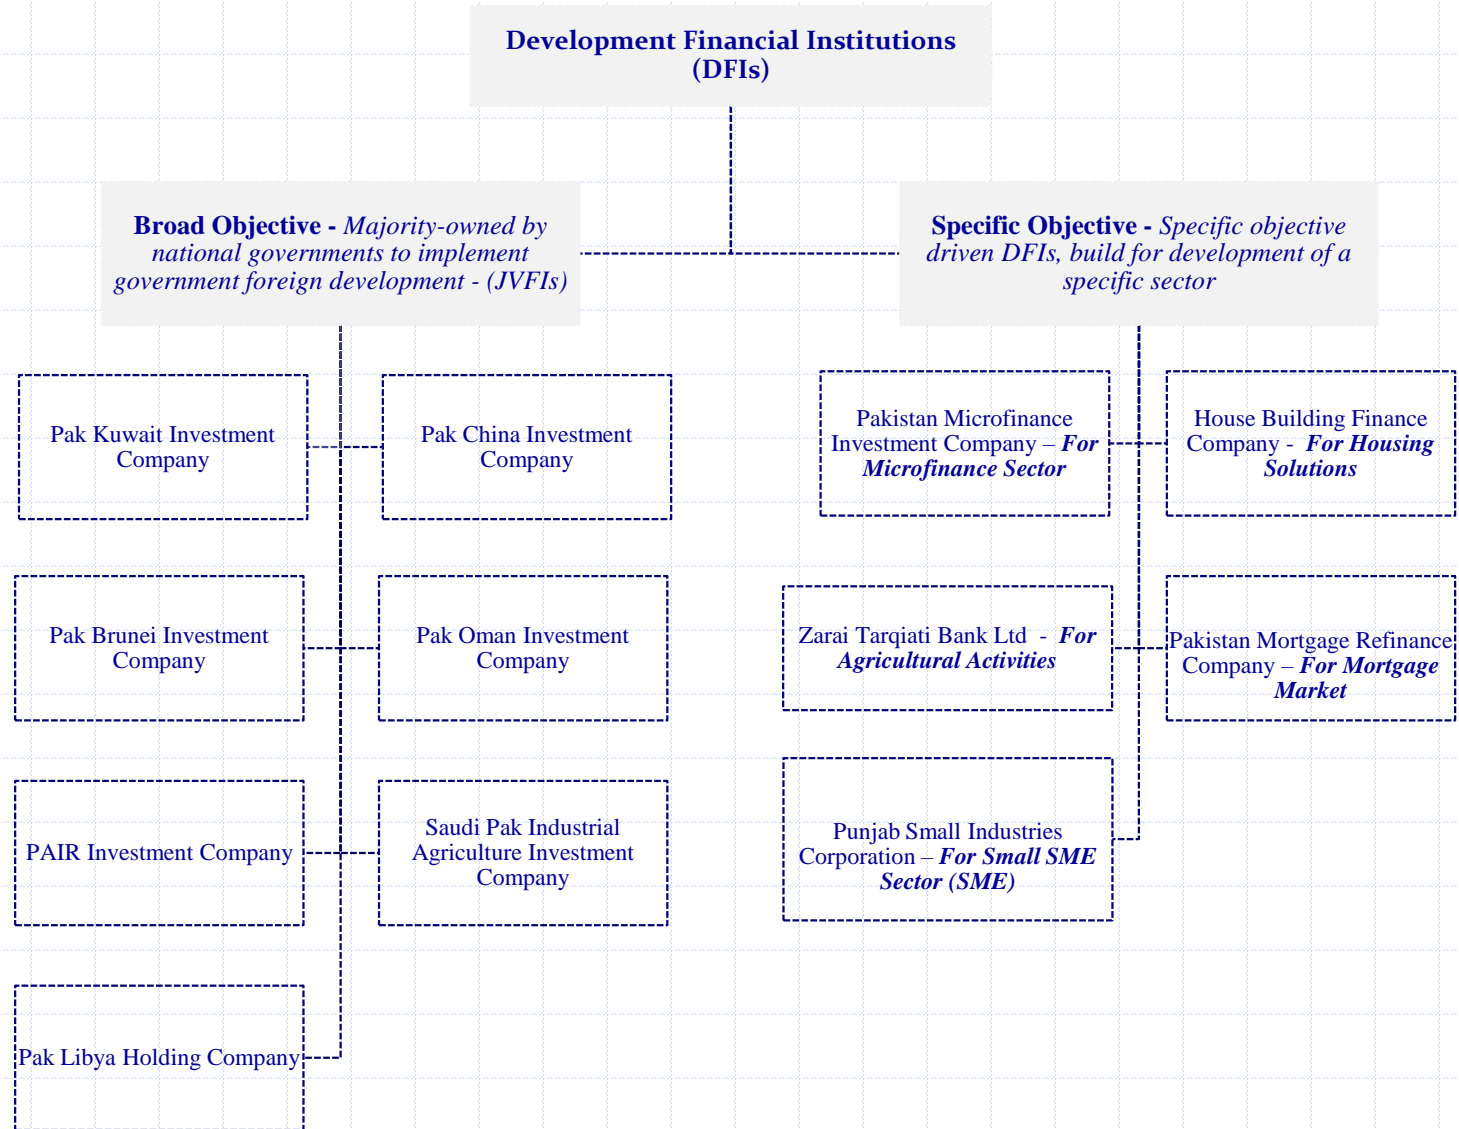 Development Financial Institutions
(DFIs)
Broad Objective - Majority-owned by
national governments to implement
government foreign development - (JVFIs)
Specific Objective - Specific objective
driven DFIs, build for development of a
specific sector
Pak Kuwait Investment
Company
Pak China Investment
Company
Pakistan Microfinance
Investment Company – For
Microfinance Sector
House Building Finance
Company - For Housing
Solutions
Pak Brunei Investment
Company
Pak Oman Investment
Company
Zarai Tarqiati Bank Ltd - For
Agricultural Activities
Pakistan Mortgage Refinance
Company – For Mortgage
Market
PAIR Investment Company
Saudi Pak Industrial
Agriculture Investment
Company
Punjab Small Industries
Corporation – For Small SME
Sector (SME)
Pak Libya Holding Company